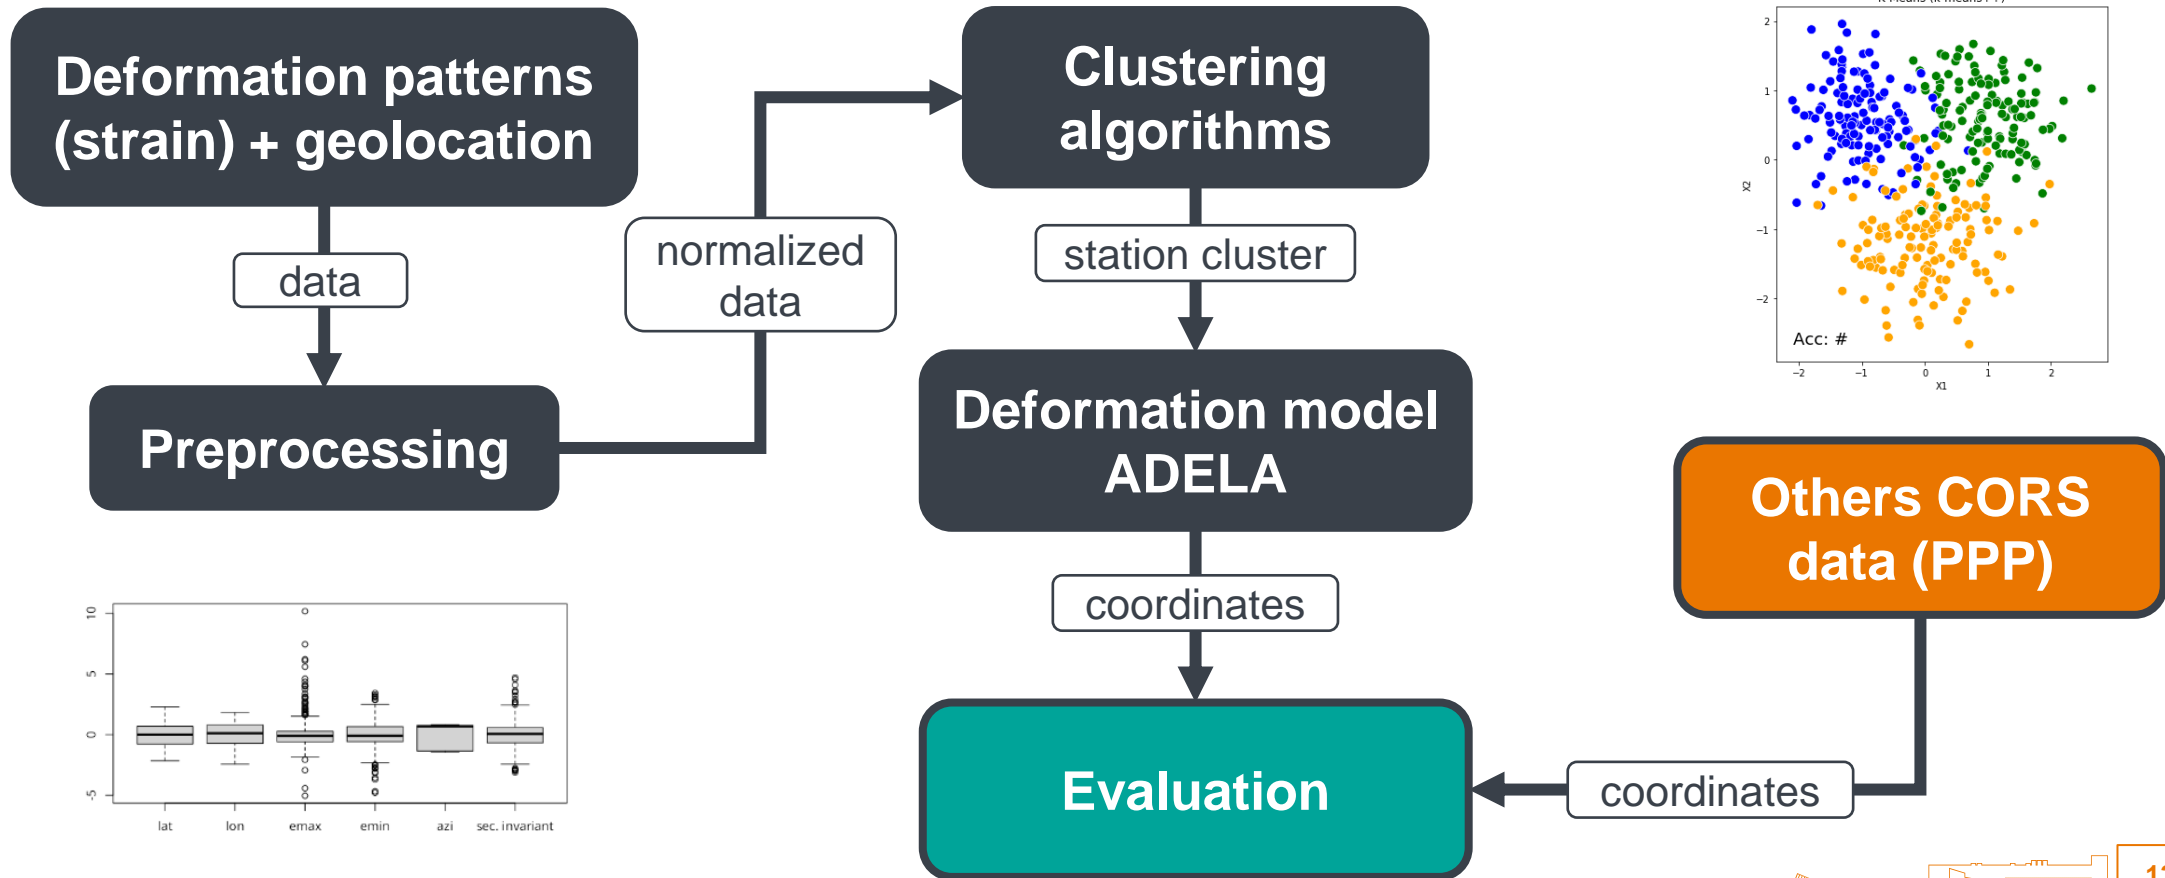 Deformation patterns
(strain) + geolocation
data
Preprocessing
normalized
data
Clustering
algorithms
station cluster
Deformation model
ADELA
coordinates
Evaluation
Others CORS
data (PPP)
coordinates
2
1
0
−1
−2
X2
Acc: #
−2 −1 0 1 2
X1
10
5
0
-5
lat lon emax emin azi sec. invariant